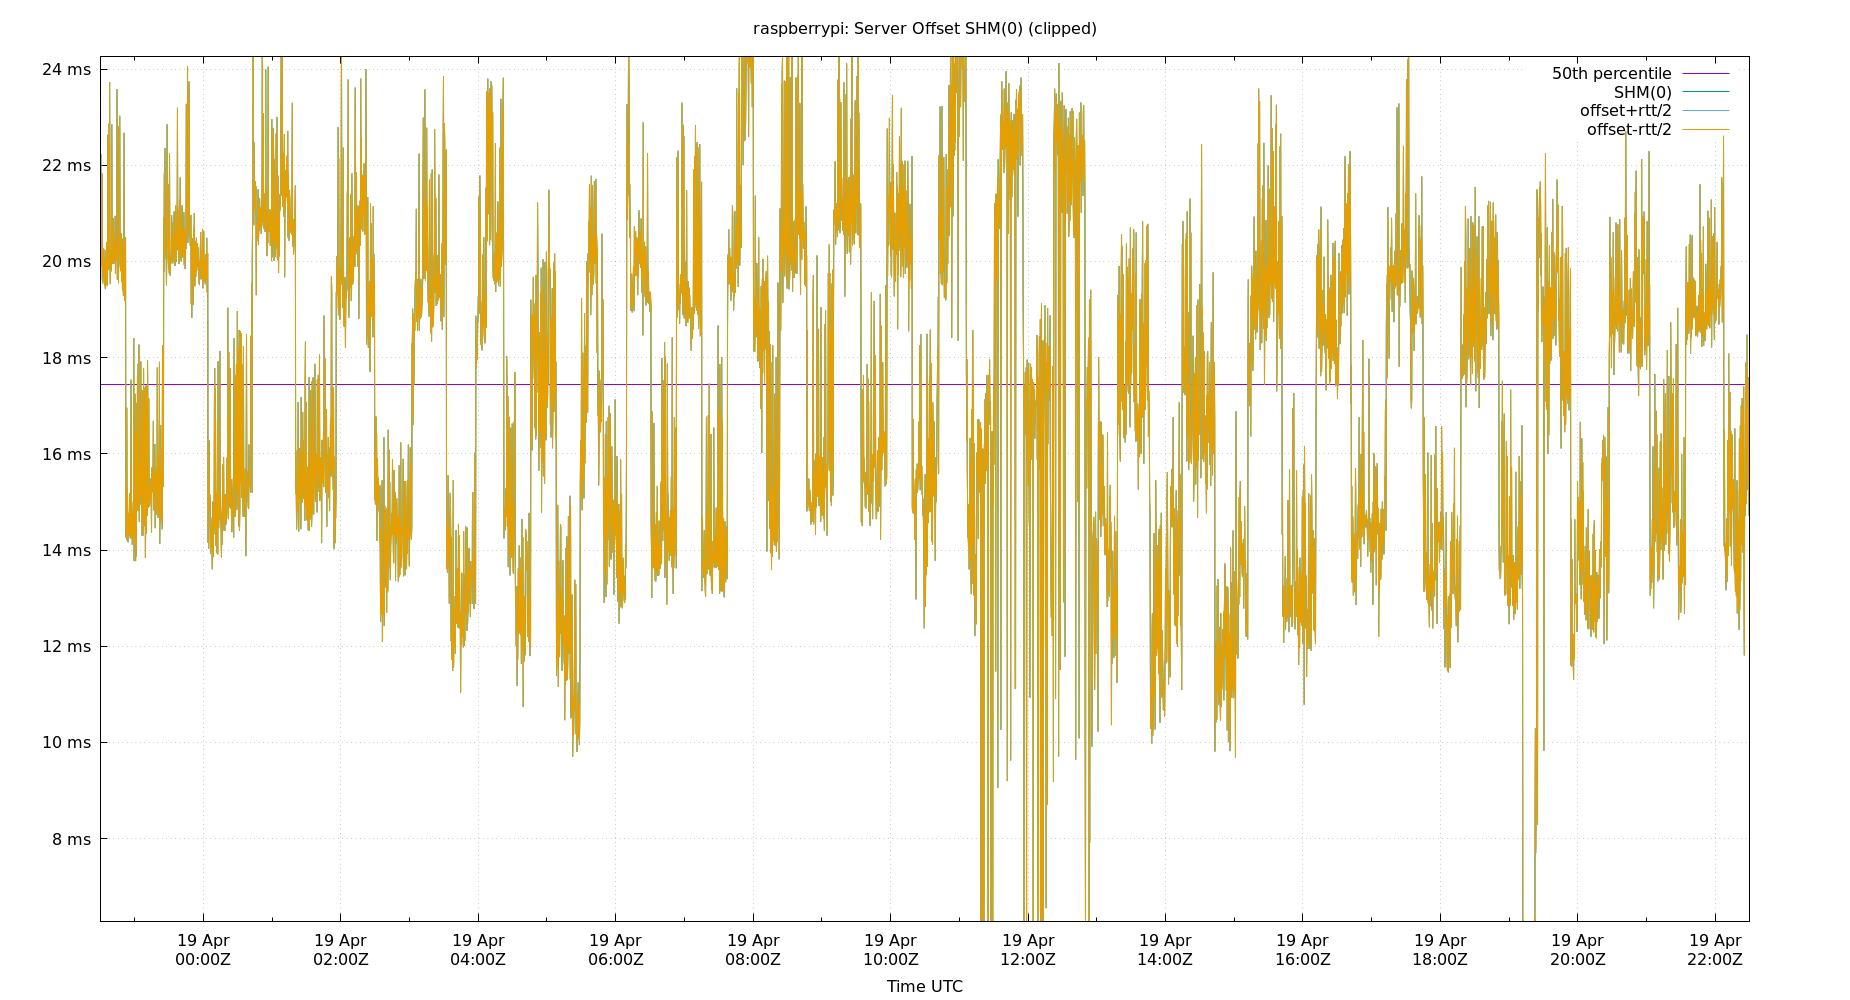 raspberrypi: Server Offset SHM(0) (clipped)
24 ms
22 ms
20 ms
18 ms
16 ms
14 ms
12 ms
10 ms
8 ms
50th percentile
SHM(0)
offset+rtt/2
offset-rtt/2
19 Apr
00:00Z
19 Apr
02:00Z
19 Apr
04:00Z
19 Apr
06:00Z
19 Apr
08:00Z
19 Apr
10:00Z
19 Apr
12:00Z
19 Apr
14:00Z
19 Apr
16:00Z
19 Apr
18:00Z
19 Apr
20:00Z
19 Apr
22:00Z
Time UTC